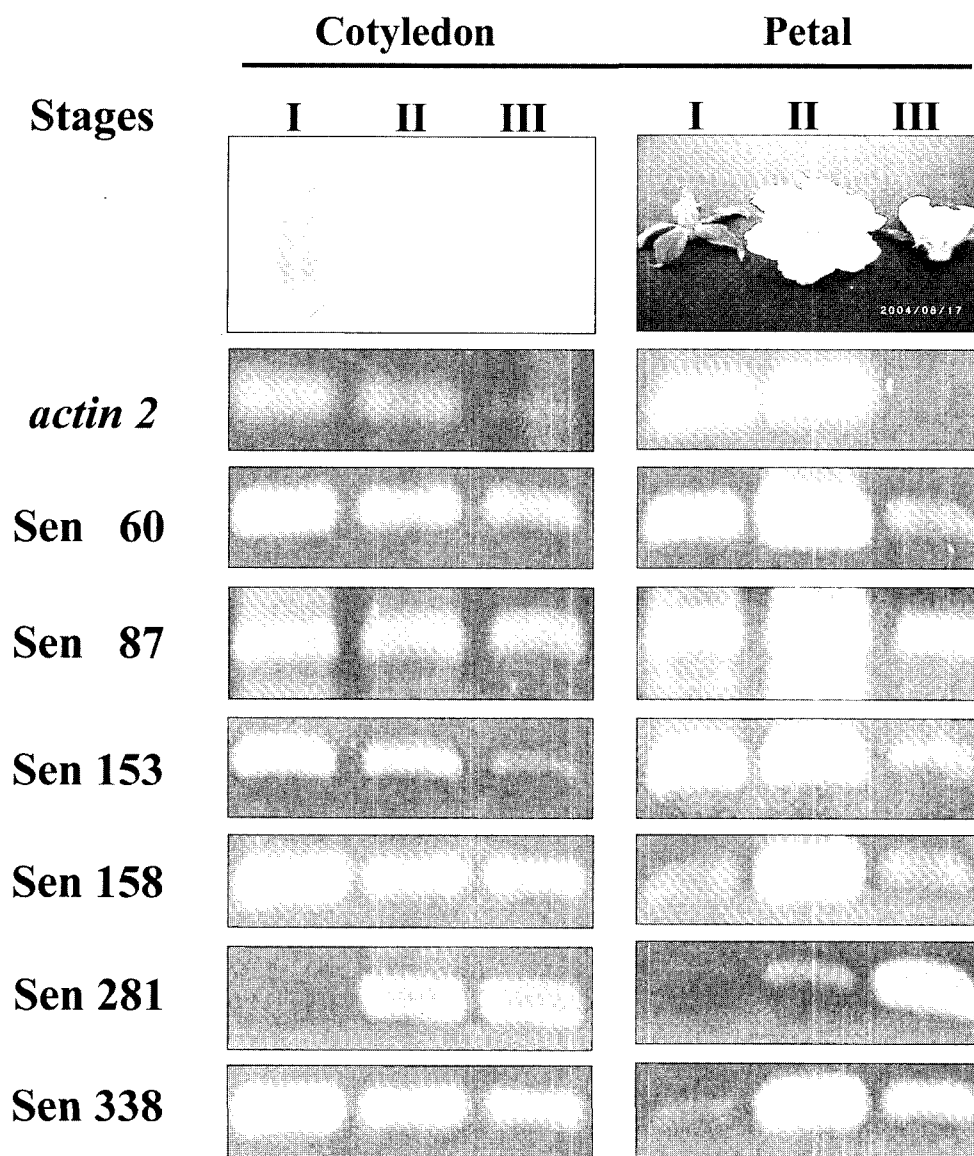 Cotyledon Petal
Stages I II III I II III
2004/08/17
actin 2
Sen 60
Sen 87
Sen 153
Sen 158
Sen 281
Sen 338